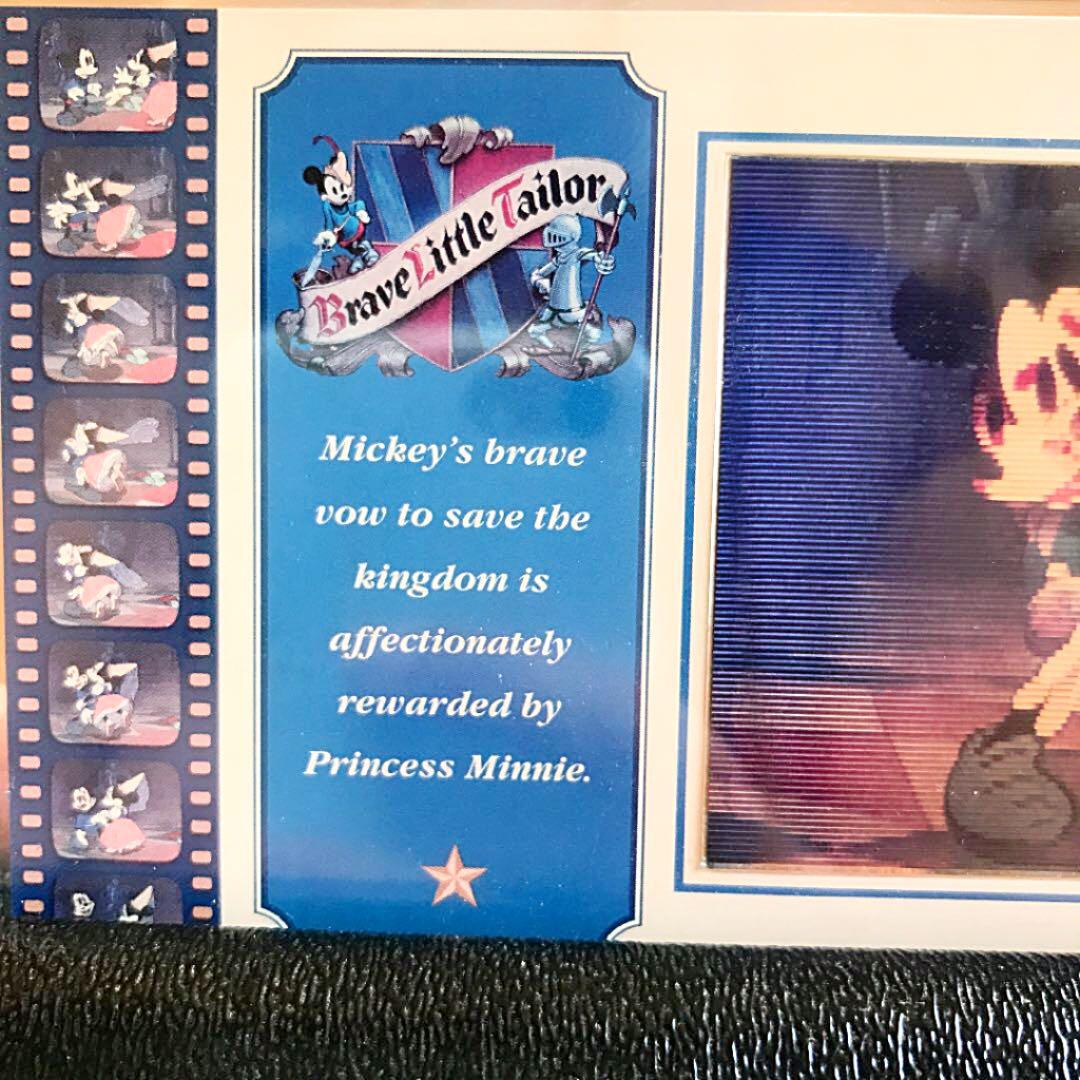 Brave Little Tailor
Mickey's brave
vow to save the
kingdom is
affectionately
rewarded by
Princess Minnie.